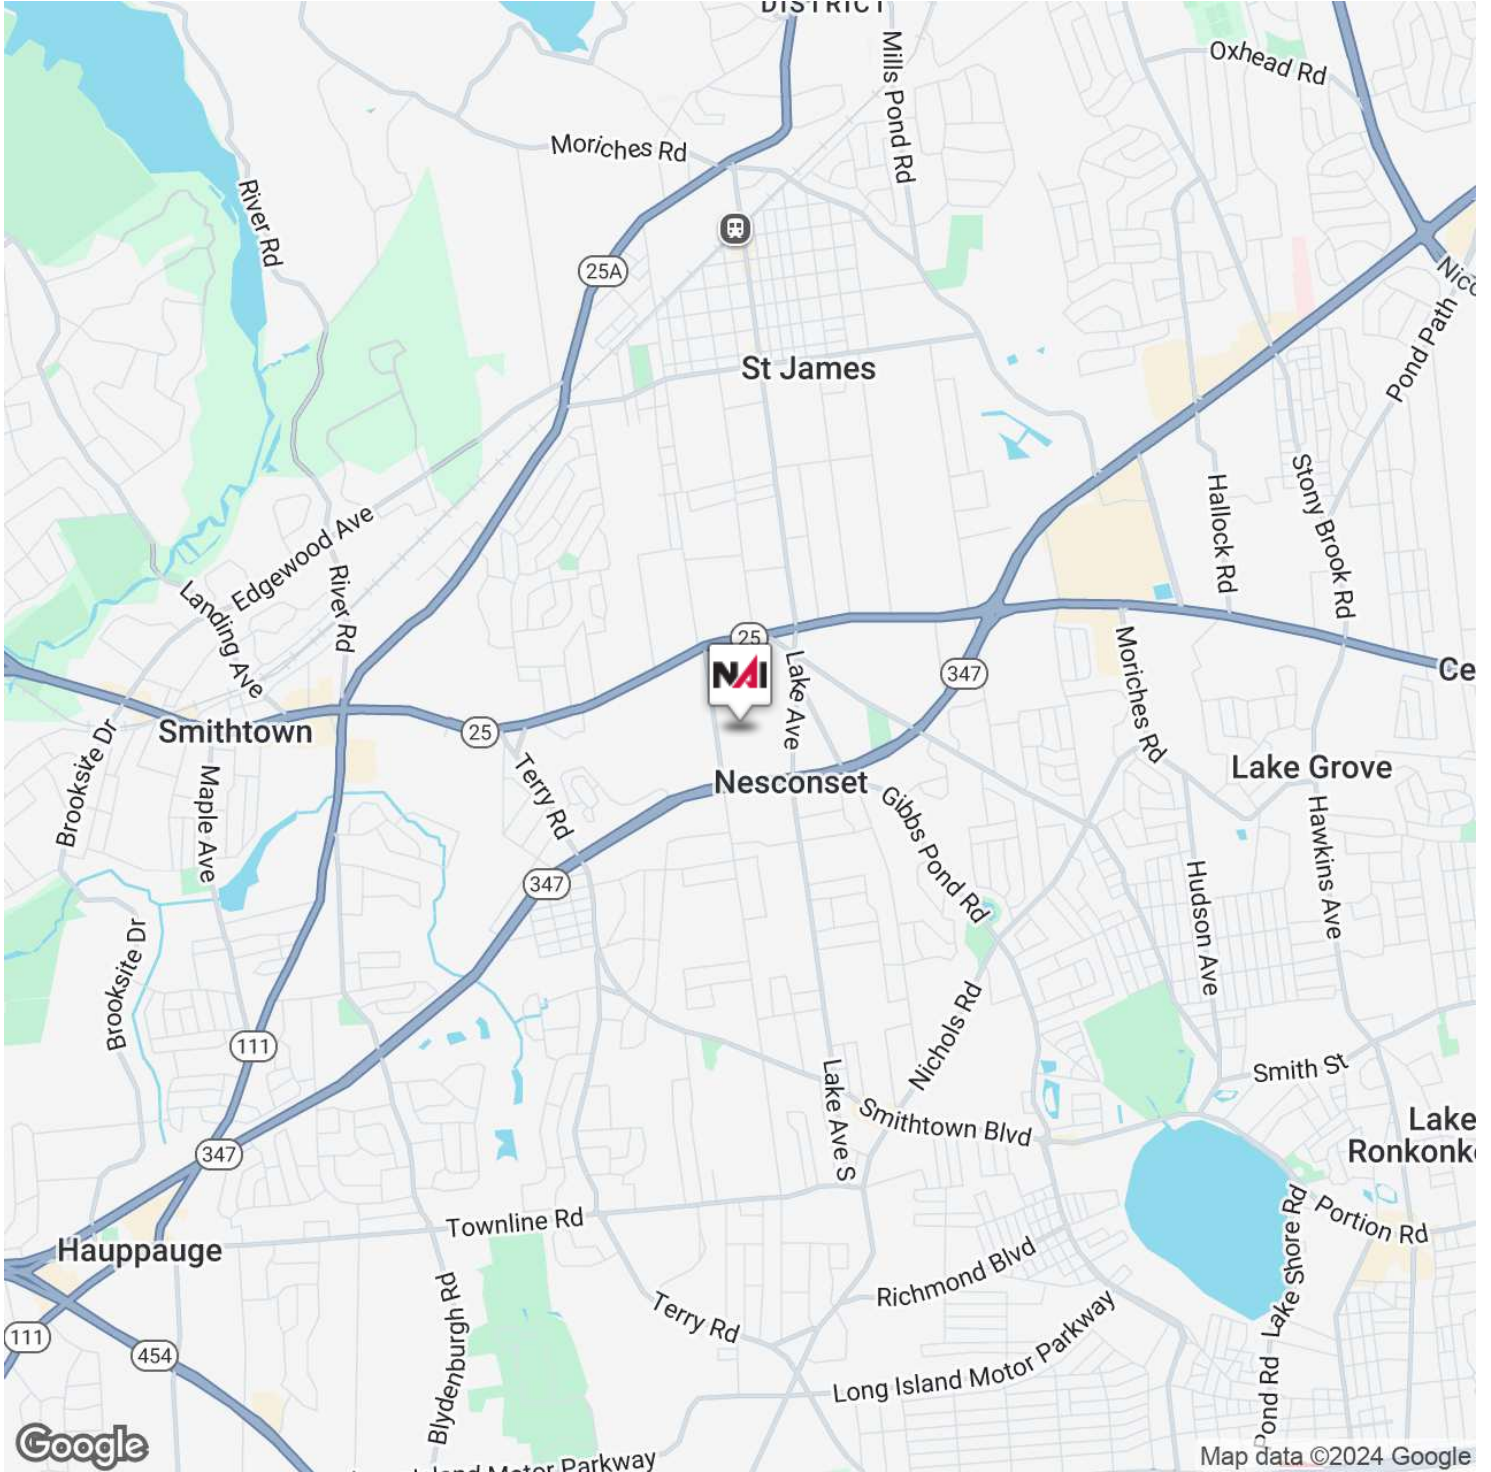 DISTRICT
Mills Pond Rd
Oxhead Rd
Moriches Rd
River Rd
25A
Nico
Pond Path
St James
Stony Brook Rd
Hallock Rd
Edgewood Ave
River Rd
Landing Ave
25
NAI
Lake Ave
347
Moriches Rd
Ce
Smithtown
25
Brooksite Dr
Maple Ave
Terry Rd
Nesconset
Lake Grove
Gibbs Pond Rd
Hawkins Ave
347
Hudson Ave
Brooksite Dr
Nichols Rd
111
Lake Ave S
Smith St
Smithtown Blvd
Lake
Ronkonk
347
Townline Rd
Portion Rd
Lake Shore Rd
Hauppauge
Richmond Blvd
Blydenburgh Rd
Terry Rd
111
454
Long Island Motor Parkway
Pond Rd
Motor Parkway
Google
Map data ©2024 Google